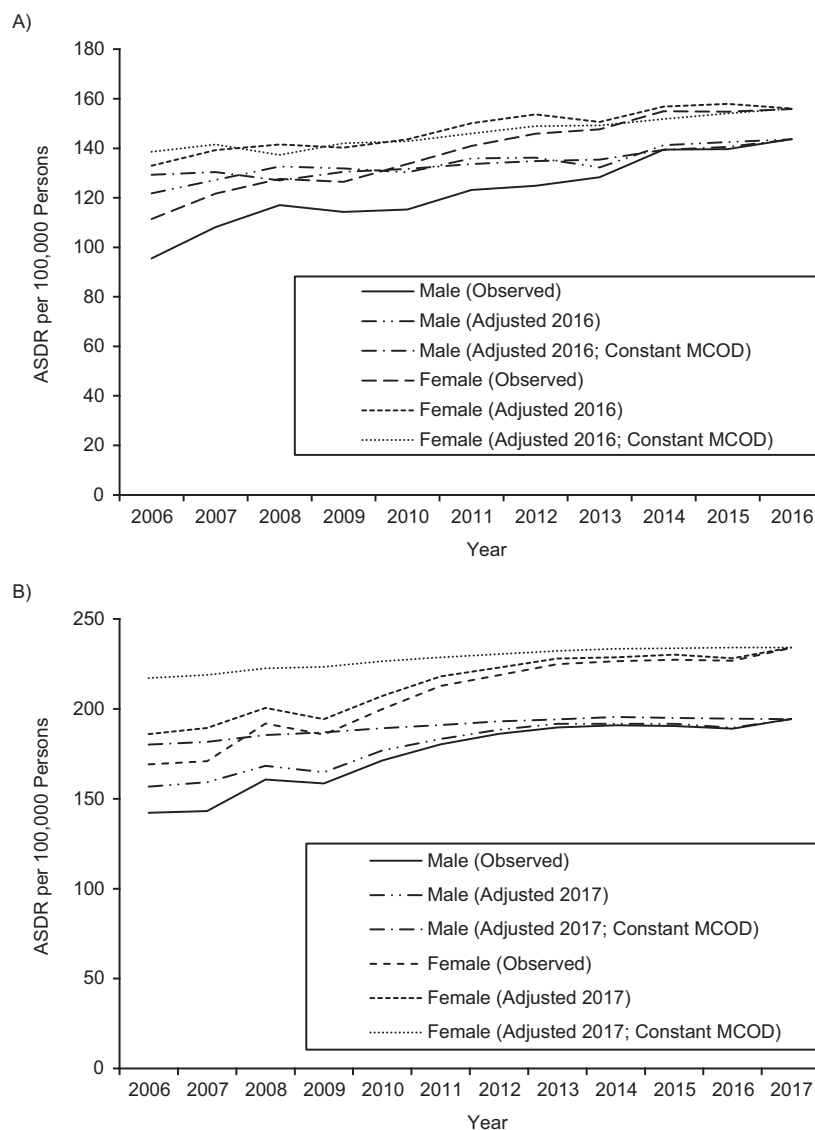 A)
180
160
140
120
100
80
60
40
20
0
ASDR per 100,000 Persons
Male (Observed)
Male (Adjusted 2016)
Male (Adjusted 2016; Constant MCOD)
Female (Observed)
Female (Adjusted 2016)
Female (Adjusted 2016; Constant MCOD)
2006 2007 2008 2009 2010 2011 2012 2013 2014 2015 2016
Year
B)
250
200
150
100
50
0
ASDR per 100,000 Persons
Male (Observed)
Male (Adjusted 2017)
Male (Adjusted 2017; Constant MCOD)
Female (Observed)
Female (Adjusted 2017)
Female (Adjusted 2017; Constant MCOD)
2006 2007 2008 2009 2010 2011 2012 2013 2014 2015 2016 2017
Year